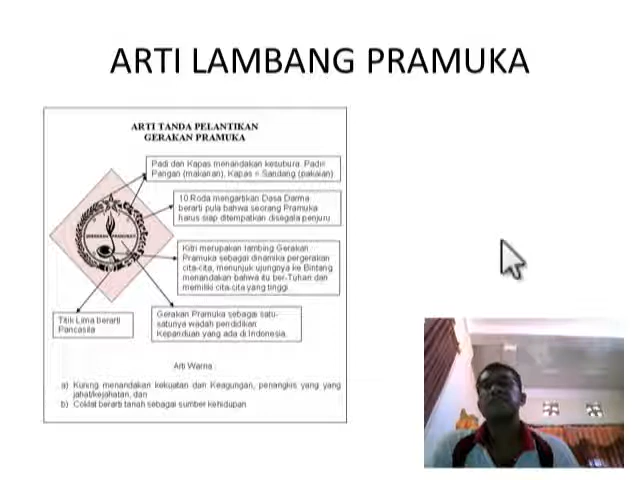 ARTI LAMBANG PRAMUKA
ARTI TANDA PELANTIKAN
GERAKAN PRAMUKA
Padi dan Kapas menandakan kesubura. Padi=
Pangan (makanan), Kapas = Sandang (pakaian)
10 Roda mengartikan Dasa Darma
berarti pula bahwa seorang Pramuka
harus siap ditempatkan disegala penjuru
Kitri merupakan lambing Gerakan
Pramuka sebagai dinamika pergerakan
cita-cita, menunjuk ujungnya ke Bintang
menandakan bahwa itu ber-Tuhan dan
memiliki cita-cita yang tinggi.
Gerakan Pramuka sebagai satu-
satunya wadah pendidikan
Kepanduan yang ada di Indonesia.
Titik Lima berarti
Pancasila
Arti Warna :
a) Kuning menandakan kekuatan dan Keagungan, penangkis yang yang
jahat/kejahatan, dan
b) Coklat berarti tanah sebagai sumber kehidupan